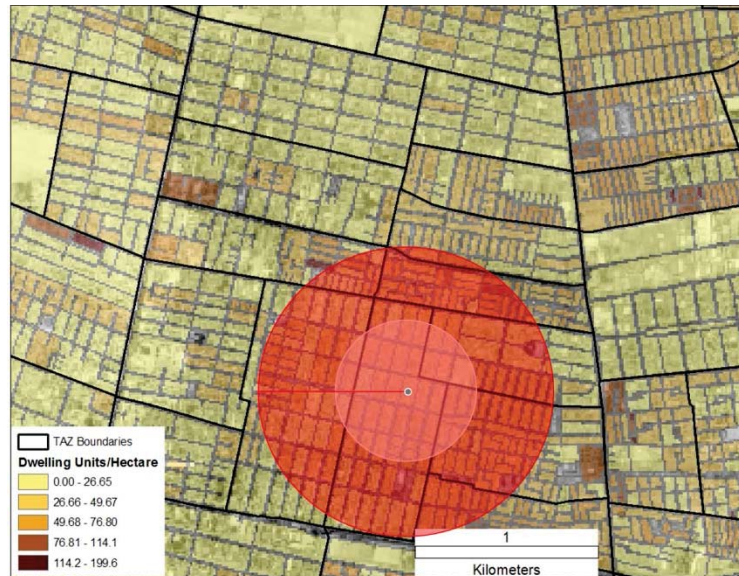 TAZ Boundaries
Dwelling Units/Hectare
0.00 - 26.65
26.66 - 49.67
49.68 - 76.80
76.81 - 114.1
114.2 - 199.6
1
Kilometers